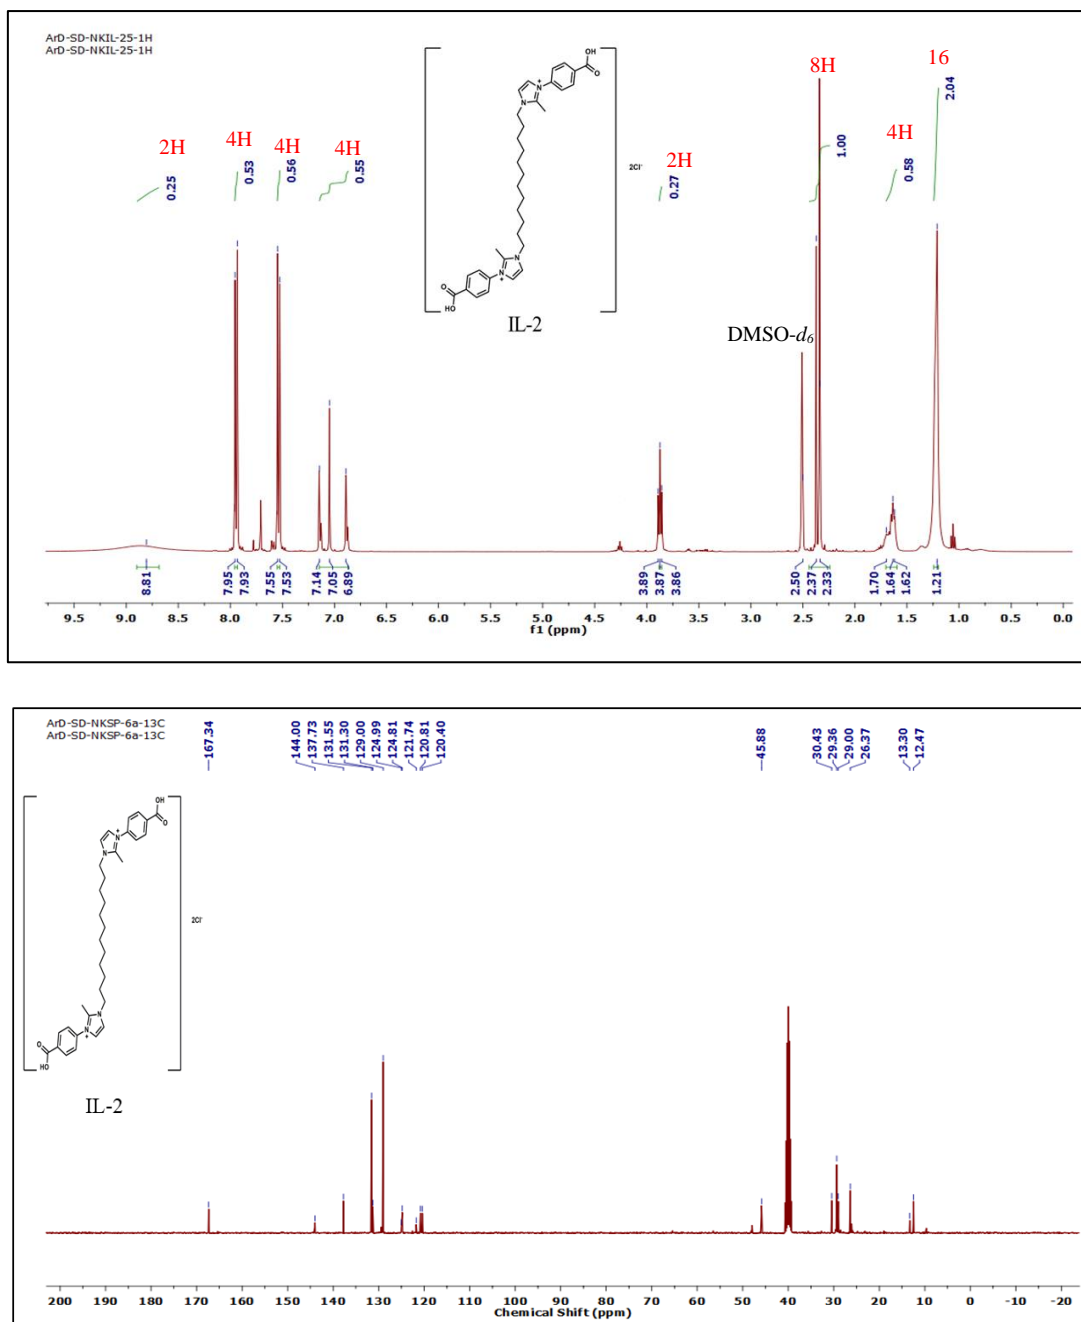 ArD-SD-NKIL-25-1H
ArD-SD-NKIL-25-1H
OH
O
N+
N
2Cl-
N
N+
O
HO
IL-2
2H
4H
4H
4H
2H
8H
4H
16
0.25
0.53
0.56
0.55
0.27
1.00
0.58
2.04
DMSO-d6
8.81
7.95
7.93
7.55
7.53
7.14
7.05
6.89
3.89
3.87
3.86
2.50
2.37
2.33
1.70
1.64
1.62
1.21
9.5 9.0 8.5 8.0 7.5 7.0 6.5 6.0 5.5 5.0 4.5 4.0 3.5 3.0 2.5 2.0 1.5 1.0 0.5 0.0
f1 (ppm)
ArD-SD-NKSP-6a-13C
ArD-SD-NKSP-6a-13C
167.34
144.00
137.73
131.55
131.30
129.00
124.99
124.81
121.74
120.81
120.40
45.88
30.43
29.36
29.00
26.37
13.30
12.47
OH
O
N+
N
2Cl-
N
N+
O
HO
IL-2
200 190 180 170 160 150 140 130 120 110 100 90 80 70 60 50 40 30 20 10 0 -10 -20
Chemical Shift (ppm)